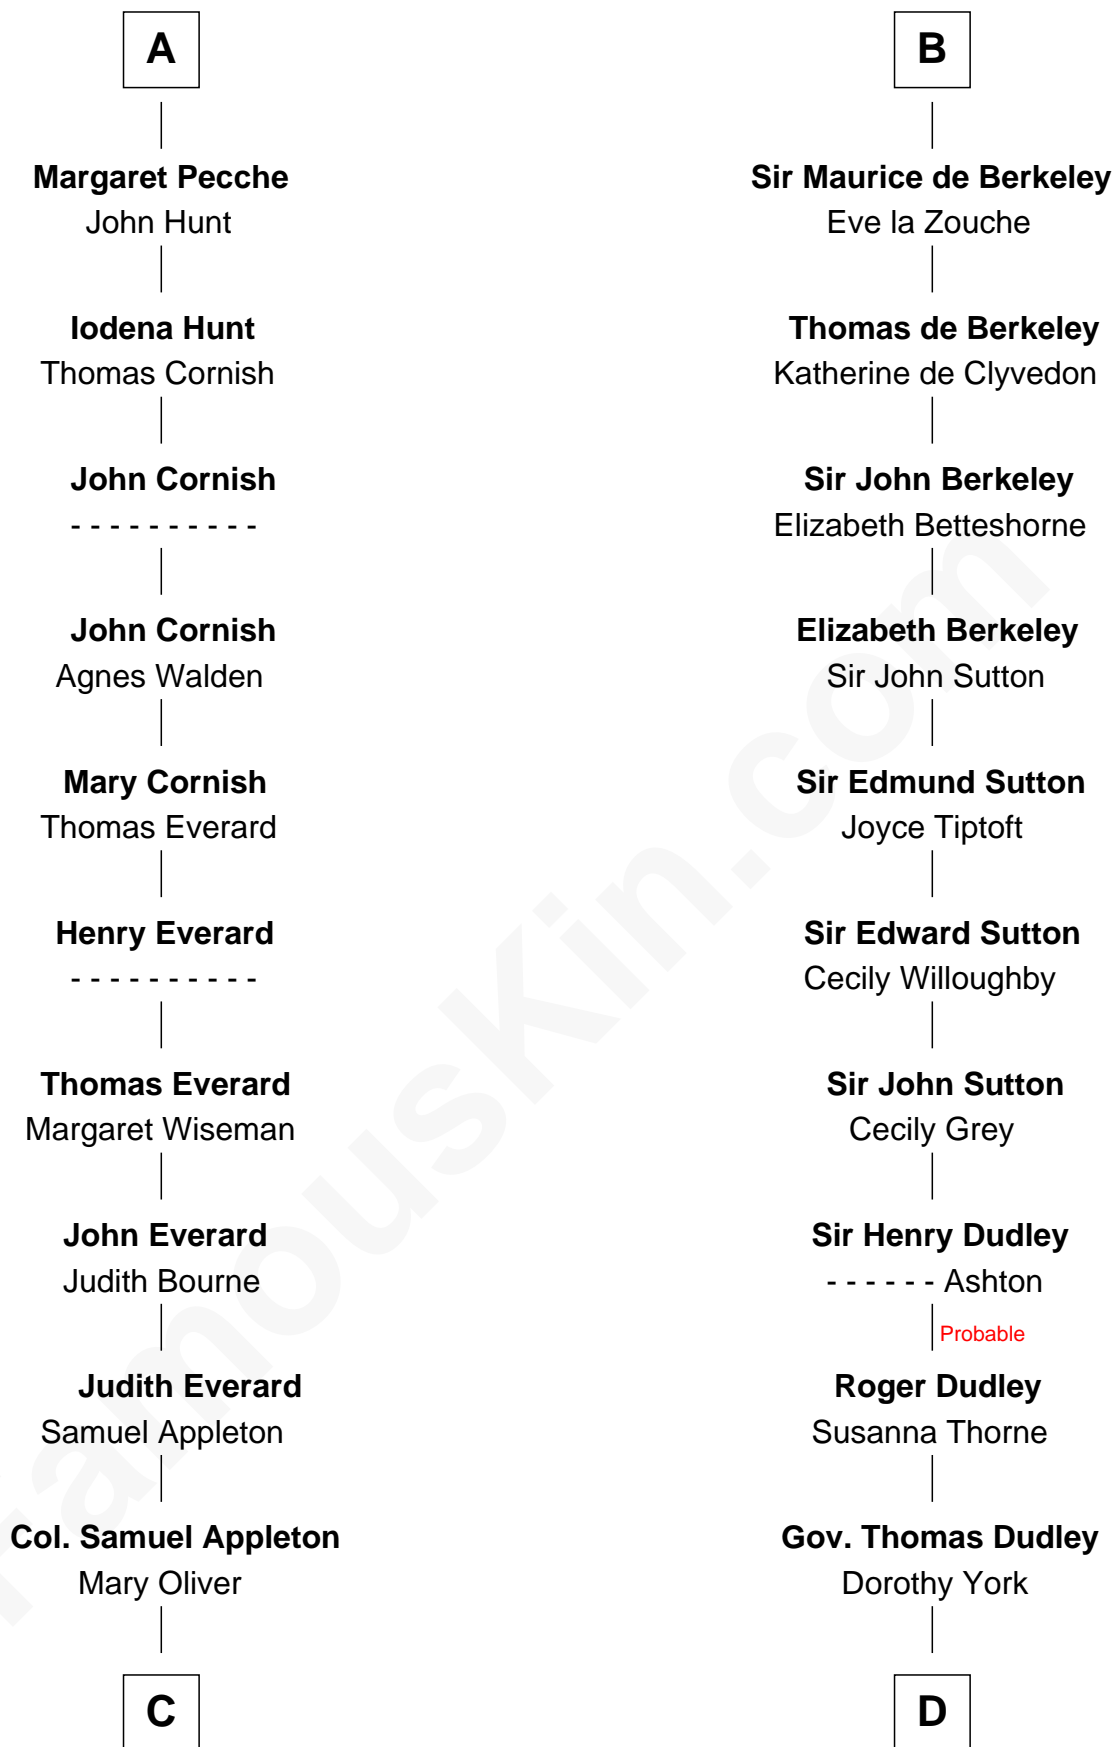 A
Margaret Pecche
John Hunt
Iodena Hunt
Thomas Cornish
John Cornish
- - - - - - - - - -
John Cornish
Agnes Walden
Mary Cornish
Thomas Everard
Henry Everard
- - - - - - - - - -
Thomas Everard
Margaret Wiseman
John Everard
Judith Bourne
Judith Everard
Samuel Appleton
Col. Samuel Appleton
Mary Oliver
C
B
Sir Maurice de Berkeley
Eve la Zouche
Thomas de Berkeley
Katherine de Clyvedon
Sir John Berkeley
Elizabeth Betteshorne
Elizabeth Berkeley
Sir John Sutton
Sir Edmund Sutton
Joyce Tiptoft
Sir Edward Sutton
Cecily Willoughby
Sir John Sutton
Cecily Grey
Sir Henry Dudley
- - - - - - Ashton
Probable
Roger Dudley
Susanna Thorne
Gov. Thomas Dudley
Dorothy York
D
FamousKin.com